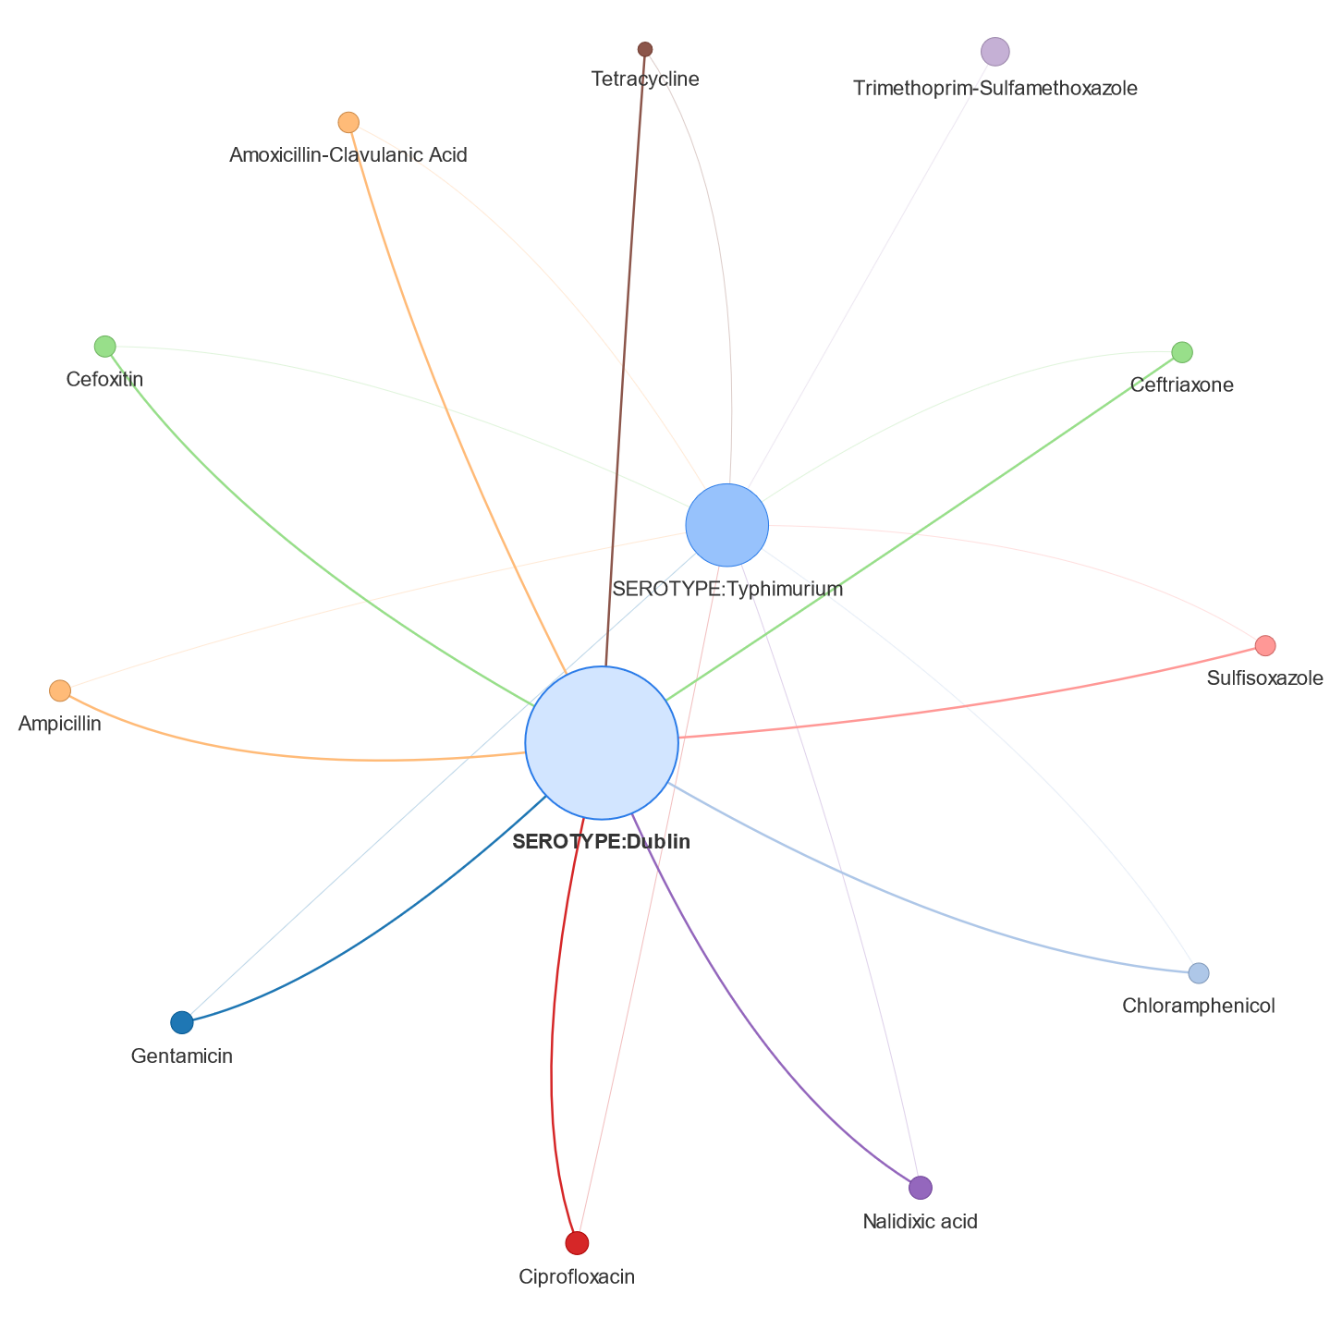 Tetracycline
Trimethoprim-Sulfamethoxazole
Amoxicillin-Clavulanic Acid
Cefoxitin
Ceftriaxone
SEROTYPE:Typhimurium
Sulfisoxazole
Ampicillin
SEROTYPE:Dublin
Chloramphenicol
Gentamicin
Nalidixic acid
Ciprofloxacin